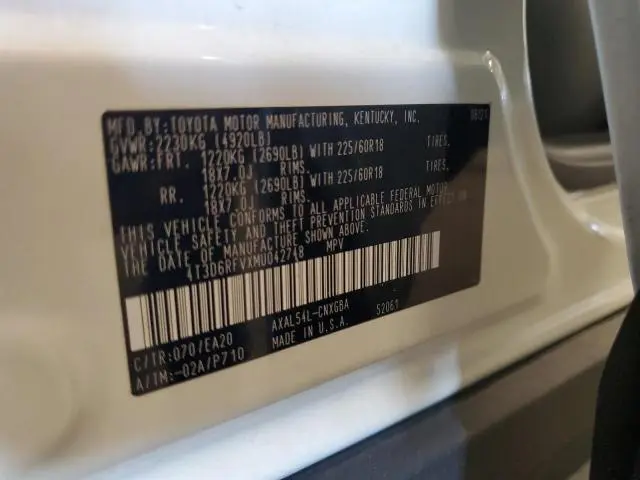 MFD. BY: TOYOTA MOTOR MANUFACTURING, KENTUCKY, INC.
GVWR: 2230KG (4920LB)
GAWR: FRT. 1220KG (2690LB) WITH 225/60R18 TIRES.
18X7.0J RIMS.
RR. 1220KG (2690LB) WITH 225/60R18 TIRES.
18X7.0J RIMS.
THIS VEHICLE CONFORMS TO ALL APPLICABLE FEDERAL MOTOR
VEHICLE SAFETY AND THEFT PREVENTION STANDARDS IN EFFECT ON
THE DATE OF MANUFACTURE SHOWN ABOVE.
4T3D6RFVXMU042748 MPV
C/TR: 070/EA20 AXAL54L-CNXGBA 52061
A/TM: -02A/P710 MADE IN U.S.A.